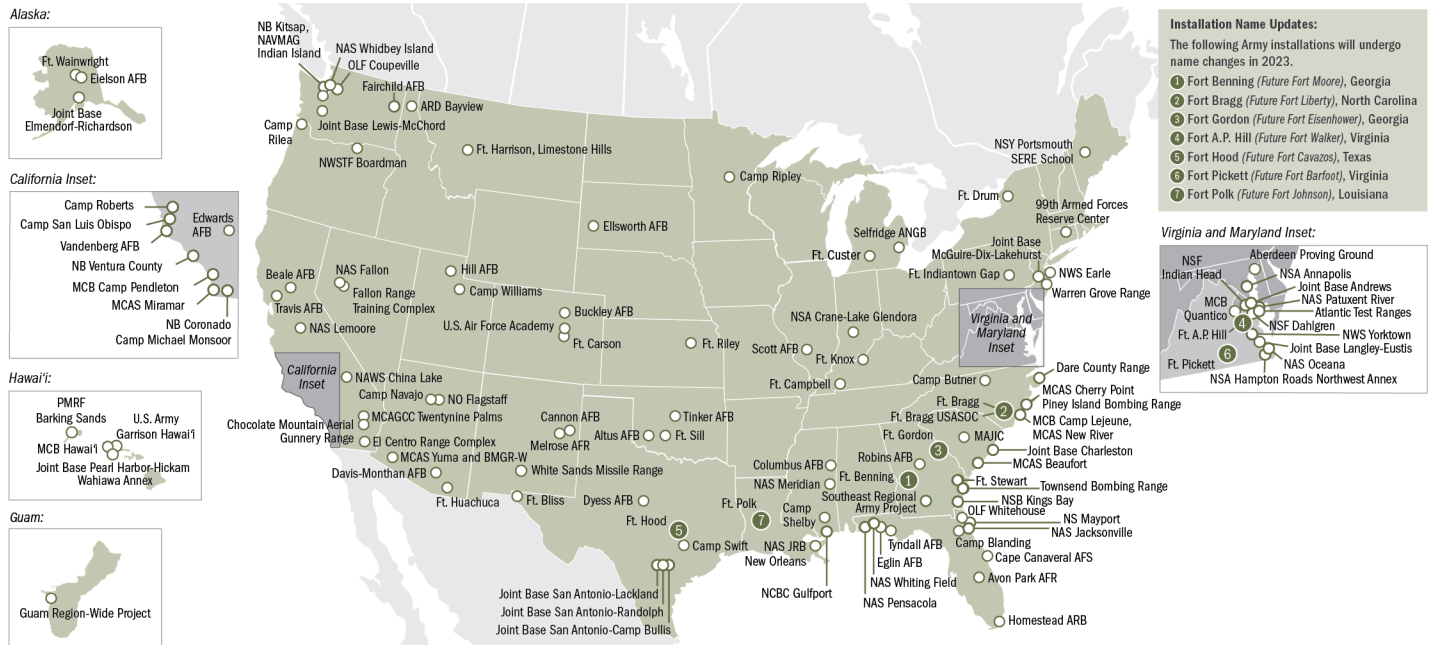 Alaska:
Ft. Wainwright
Eielson AFB
Joint Base
Elmendorf-Richardson
California Inset:
Camp Roberts
Camp San Luis Obispo
Vandenberg AFB
NB Ventura County
MCB Camp Pendleton
MCAS Miramar
NB Coronado
Camp Michael Monsoor
Edwards
AFB
Hawai‘i:
PMRF
Barking Sands
U.S. Army
Garrison Hawai‘i
MCB Hawai‘i
Joint Base Pearl Harbor-Hickam
Wahiawa Annex
Guam:
Guam Region-Wide Project
NB Kitsap,
NAVMAG
Indian Island
NAS Whidbey Island
OLF Coupeville
Fairchild AFB
ARD Bayview
Joint Base Lewis-McChord
Camp
Rilea
NWSTF Boardman
Ft. Harrison, Limestone Hills
Camp Ripley
Ellsworth AFB
NSY Portsmouth
SERE School
Ft. Drum
99th Armed Forces
Reserve Center
Selfridge ANGB
Ft. Custer
Joint Base
McGuire-Dix-Lakehurst
Ft. Indiantown Gap
NWS Earle
Warren Grove Range
Beale AFB
Travis AFB
NAS Fallon
Fallon Range
Training Complex
NAS Lemoore
Hill AFB
Camp Williams
Buckley AFB
U.S. Air Force Academy
Ft. Carson
Ft. Riley
NSA Crane-Lake Glendora
Scott AFB
Ft. Knox
Ft. Campbell
Virginia and
Maryland
Inset
California
Inset
NAWS China Lake
Camp Navajo
NO Flagstaff
MCAGCC Twentynine Palms
Chocolate Mountain Aerial
Gunnery Range
El Centro Range Complex
MCAS Yuma and BMGR-W
Davis-Monthan AFB
Ft. Huachuca
Cannon AFB
Melrose AFR
White Sands Missile Range
Ft. Bliss
Tinker AFB
Altus AFB
Ft. Sill
Dyess AFB
Ft. Hood
5
Camp Swift
Joint Base San Antonio-Lackland
Joint Base San Antonio-Randolph
Joint Base San Antonio-Camp Bullis
Ft. Polk
7
Camp Butner
Dare County Range
MCAS Cherry Point
Piney Island Bombing Range
Ft. Bragg
Ft. Bragg USASOC
2
MCB Camp Lejeune,
MCAS New River
Ft. Gordon
3
MAJIC
Joint Base Charleston
MCAS Beaufort
Robins AFB
Ft. Benning
1
Columbus AFB
NAS Meridian
Southeast Regional
Army Project
Ft. Stewart
Townsend Bombing Range
NSB Kings Bay
OLF Whitehouse
NS Mayport
NAS Jacksonville
Camp Blanding
Cape Canaveral AFS
Avon Park AFR
Homestead ARB
Camp
Shelby
NAS JRB
New Orleans
NCBC Gulfport
Tyndall AFB
Eglin AFB
NAS Whiting Field
NAS Pensacola
Installation Name Updates:
The following Army installations will undergo
name changes in 2023.
1 Fort Benning (Future Fort Moore), Georgia
2 Fort Bragg (Future Fort Liberty), North Carolina
3 Fort Gordon (Future Fort Eisenhower), Georgia
4 Fort A.P. Hill (Future Fort Walker), Virginia
5 Fort Hood (Future Fort Cavazos), Texas
6 Fort Pickett (Future Fort Barfoot), Virginia
7 Fort Polk (Future Fort Johnson), Louisiana
Virginia and Maryland Inset:
Aberdeen Proving Ground
NSF
Indian Head
NSA Annapolis
Joint Base Andrews
NAS Patuxent River
Atlantic Test Ranges
MCB
Quantico
NSF Dahlgren
Ft. A.P. Hill
4
NWS Yorktown
Joint Base Langley-Eustis
Ft. Pickett
6
NAS Oceana
NSA Hampton Roads Northwest Annex